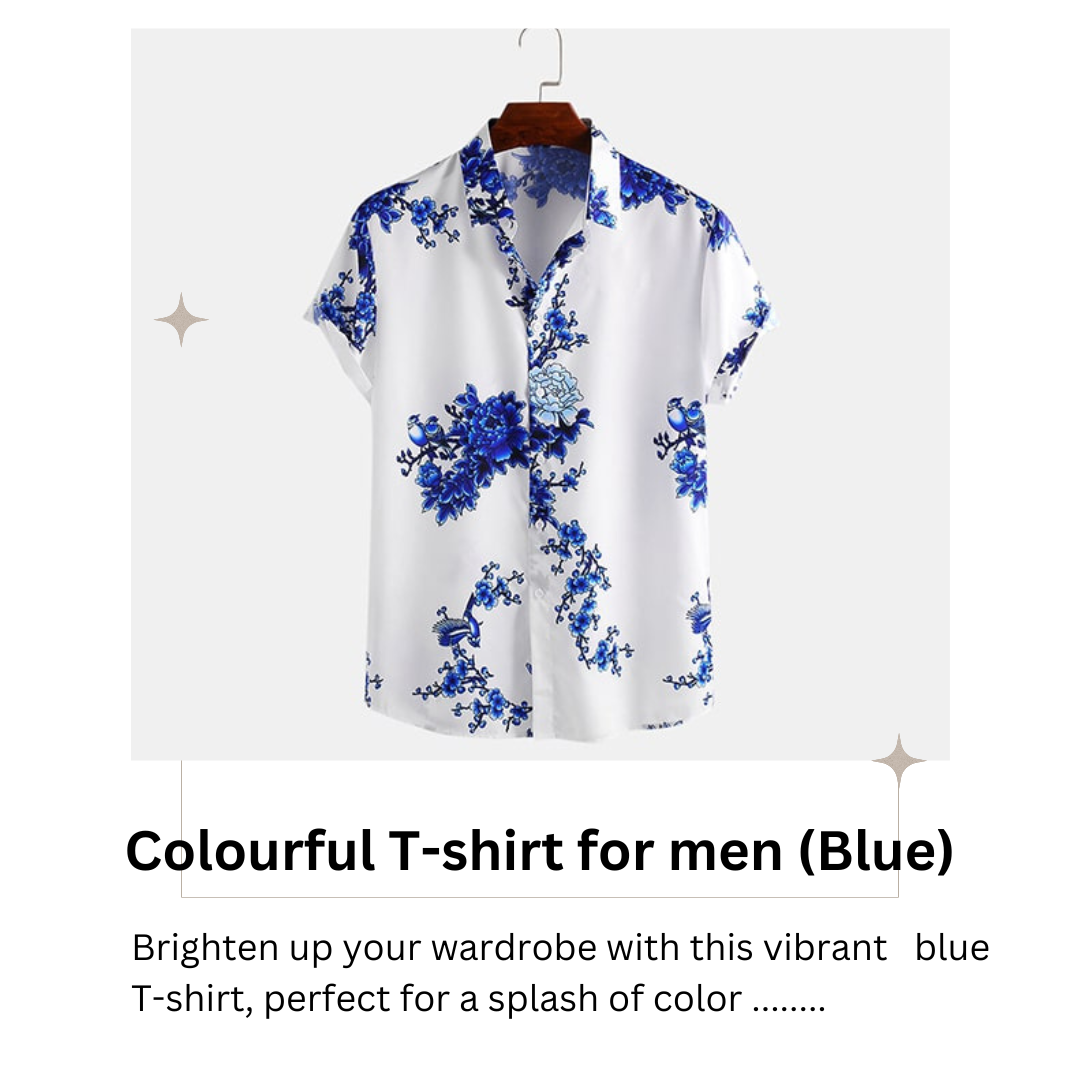 Colourful T-shirt for men (Blue)
Brighten up your wardrobe with this vibrant   blue
T-shirt, perfect for a splash of color ........